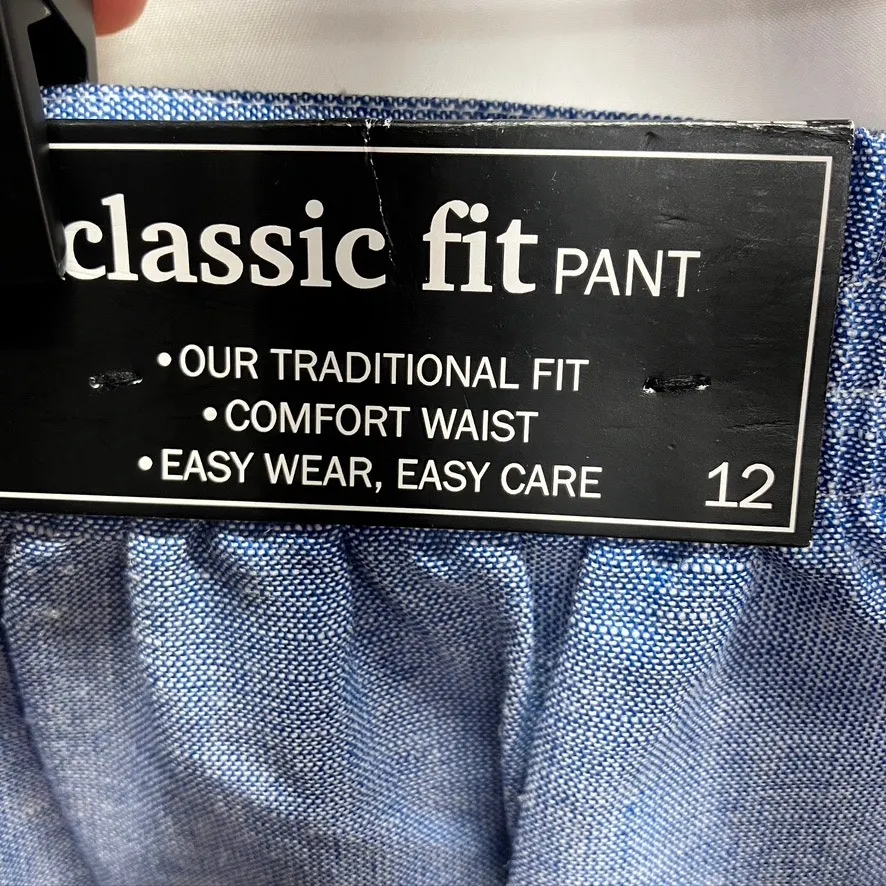 classic fit PANT
•OUR TRADITIONAL FIT
•COMFORT WAIST
•EASY WEAR, EASY CARE
12